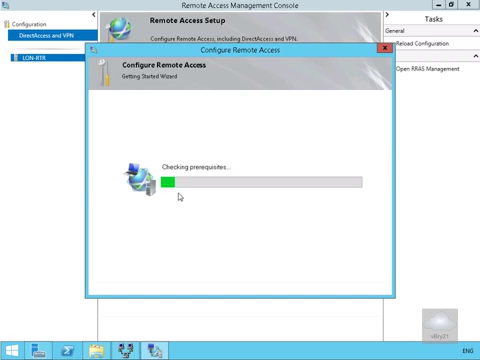 Remote Access Management Console
Configuration
DirectAccess and VPN
LON-RTR
Remote Access Setup
Configure Remote Access, including DirectAccess and VPN.
Tasks
General
Reload Configuration
Open RRAS Management
Configure Remote Access
Configure Remote Access
Getting Started Wizard
Checking prerequisites...
vBry21
ENG